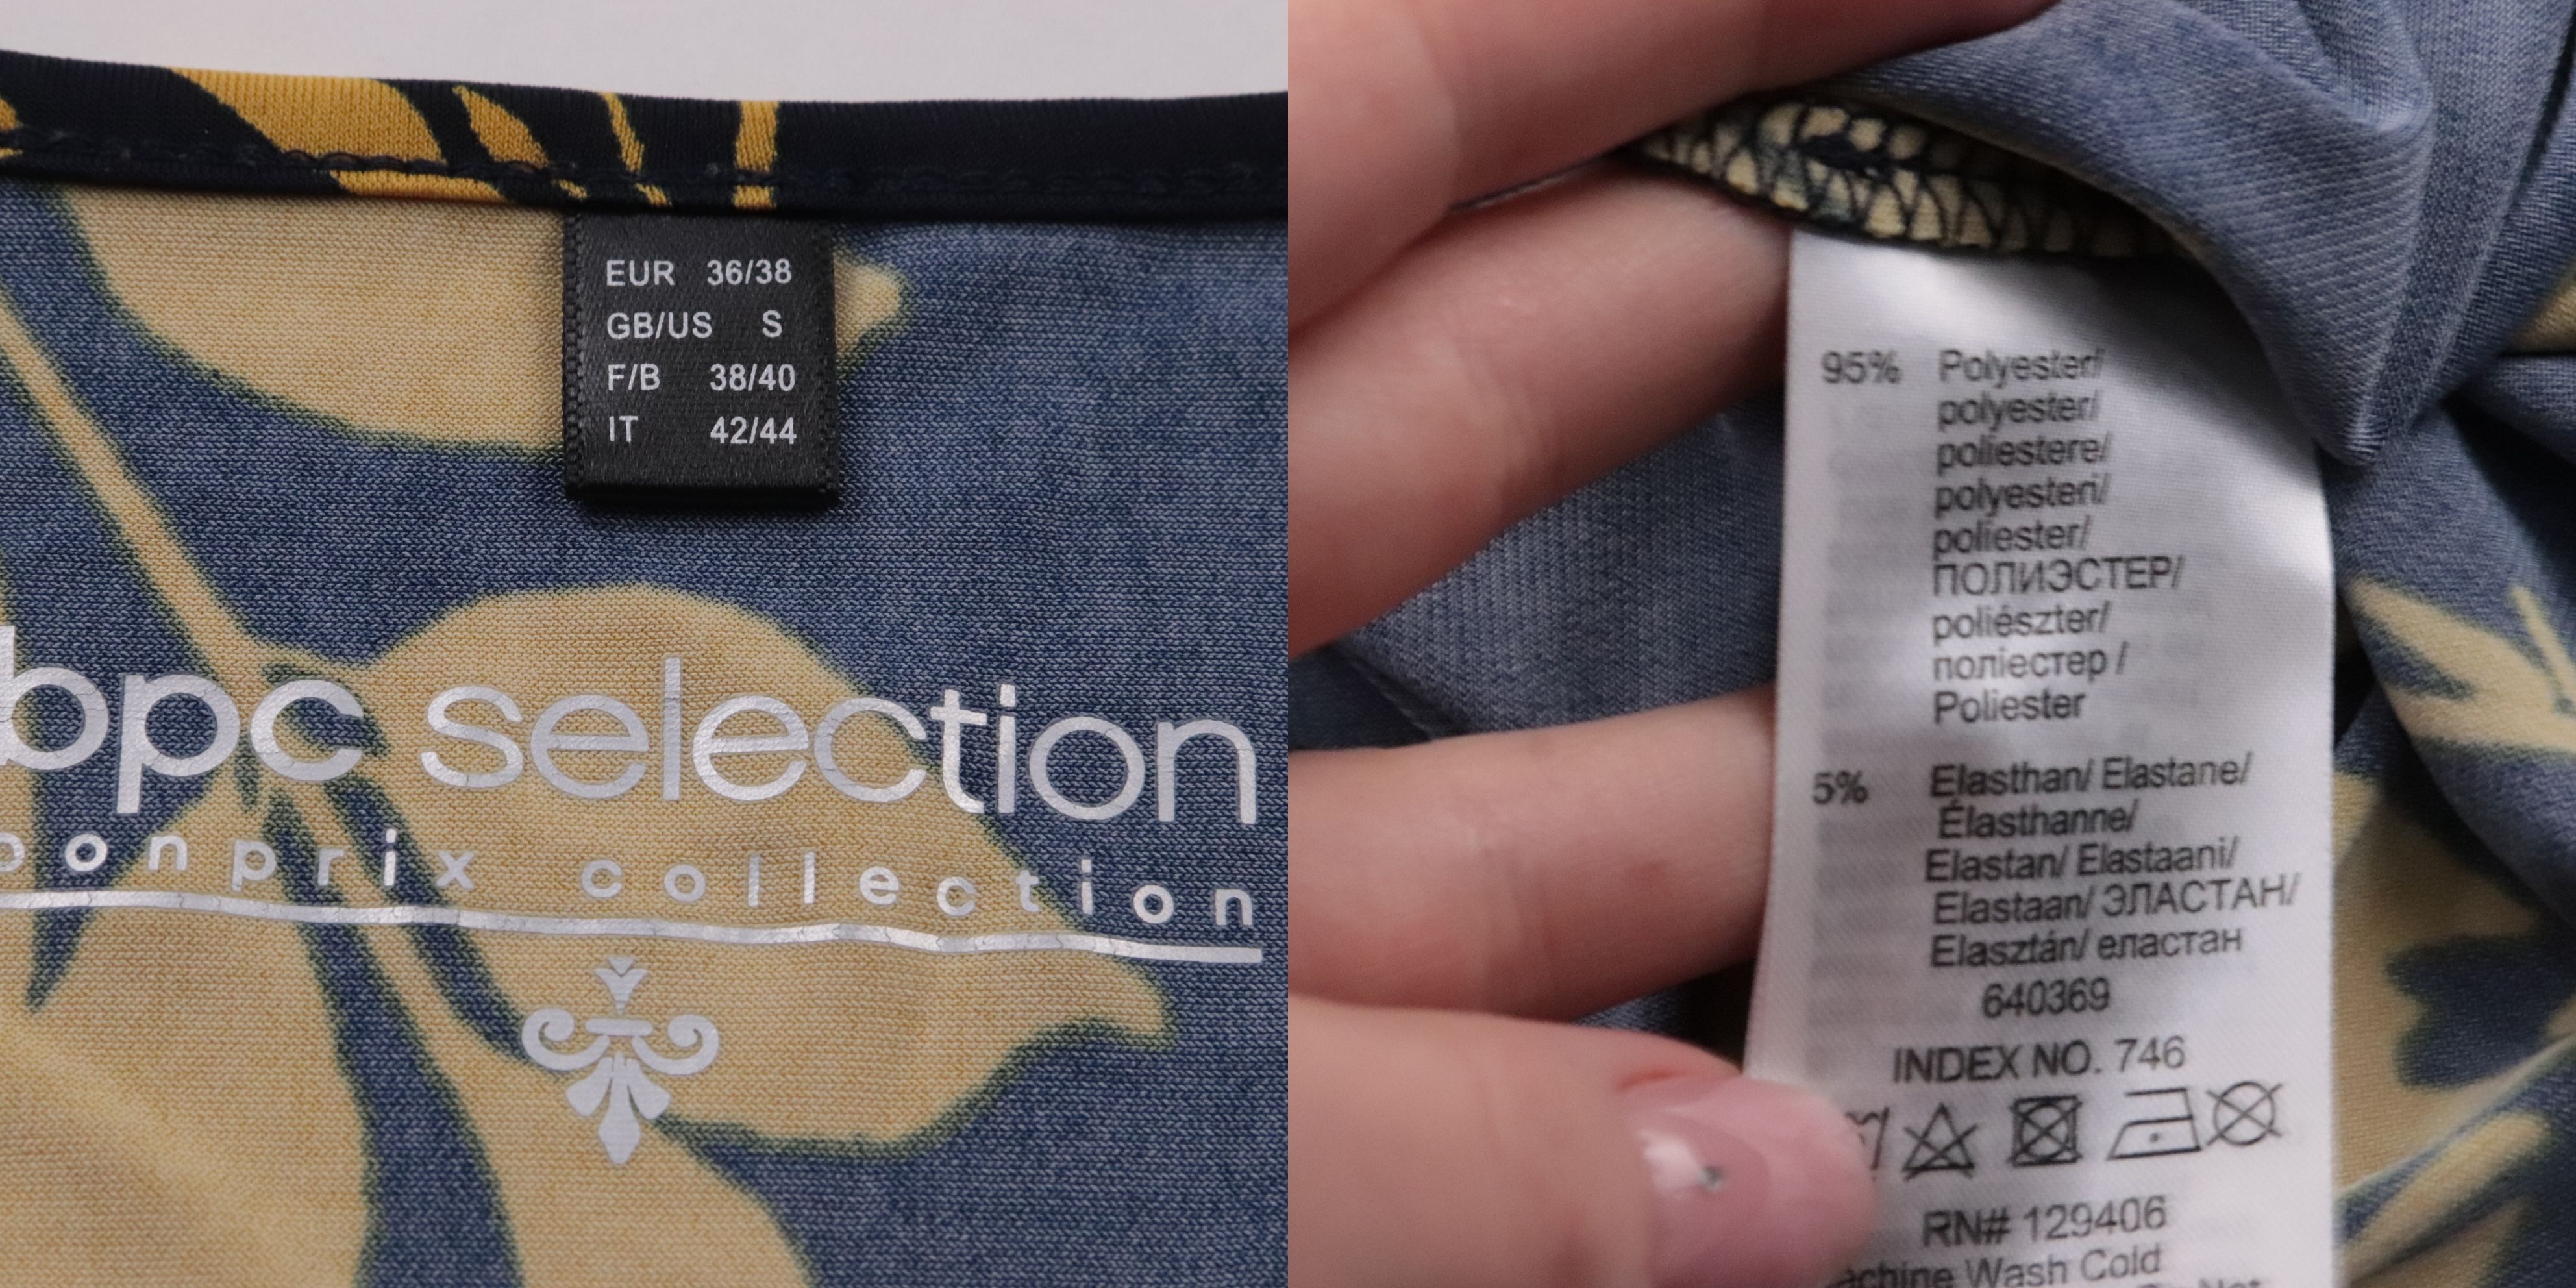 EUR 36/38
GB/US S
F/B 38/40
IT 42/44
bpc selection
bonprix collection
95% Polyester/
polyester/
poliestere/
polyesteri/
poliester/
ПОЛИЭСТЕР/
poliészter/
поліестер /
Poliester
5% Elasthan/ Elastane/
Élasthanne/
Elastan/ Elastaani/
Elastaan/ ЭЛАСТАН/
Elasztán/ еластан
640369
INDEX NO. 746
RN# 129406
Wash Cold